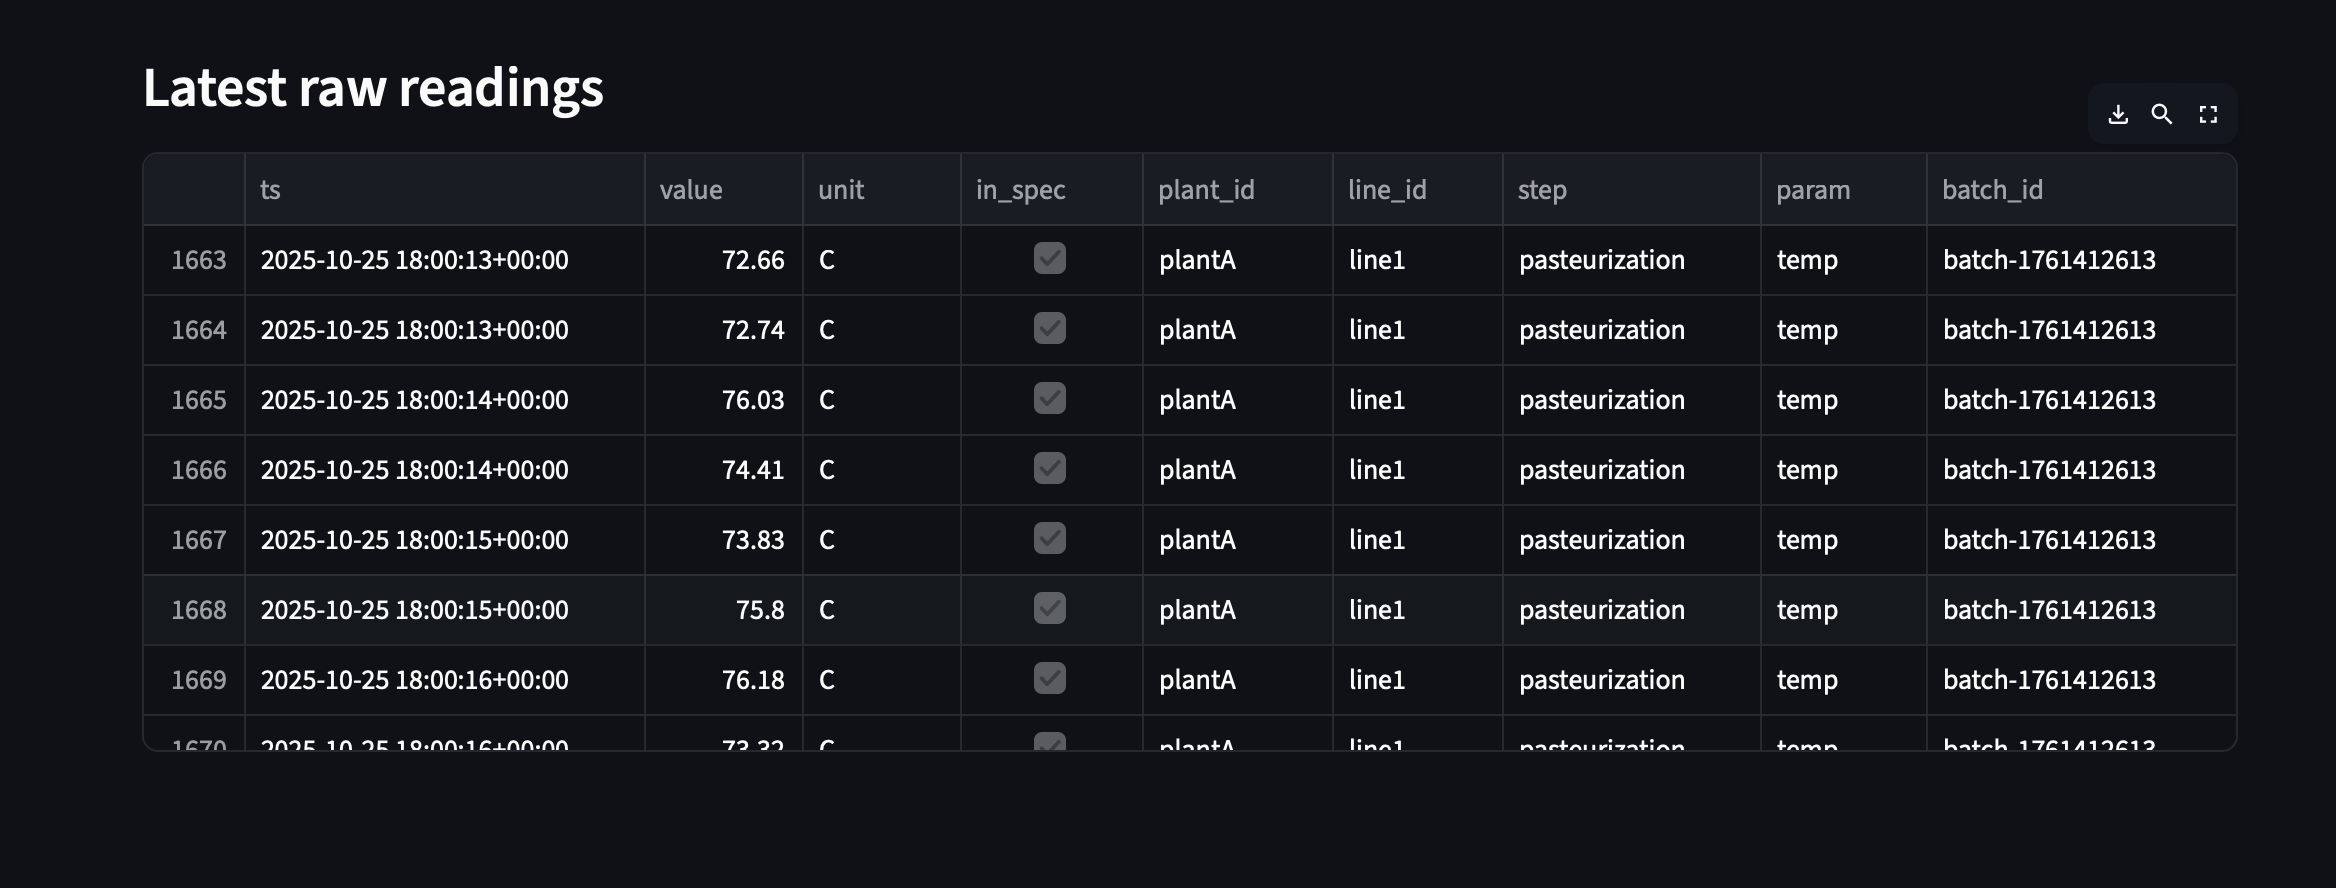 Latest raw readings
ts value unit in_spec plant_id line_id step param batch_id
1663 2025-10-25 18:00:13+00:00 72.66 C plantA line1 pasteurization temp batch-1761412613
1664 2025-10-25 18:00:13+00:00 72.74 C plantA line1 pasteurization temp batch-1761412613
1665 2025-10-25 18:00:14+00:00 76.03 C plantA line1 pasteurization temp batch-1761412613
1666 2025-10-25 18:00:14+00:00 74.41 C plantA line1 pasteurization temp batch-1761412613
1667 2025-10-25 18:00:15+00:00 73.83 C plantA line1 pasteurization temp batch-1761412613
1668 2025-10-25 18:00:15+00:00 75.8 C plantA line1 pasteurization temp batch-1761412613
1669 2025-10-25 18:00:16+00:00 76.18 C plantA line1 pasteurization temp batch-1761412613
1670 2025-10-25 18:00:16+00:00 73.32 C plantA line1 pasteurization temp batch-1761412613